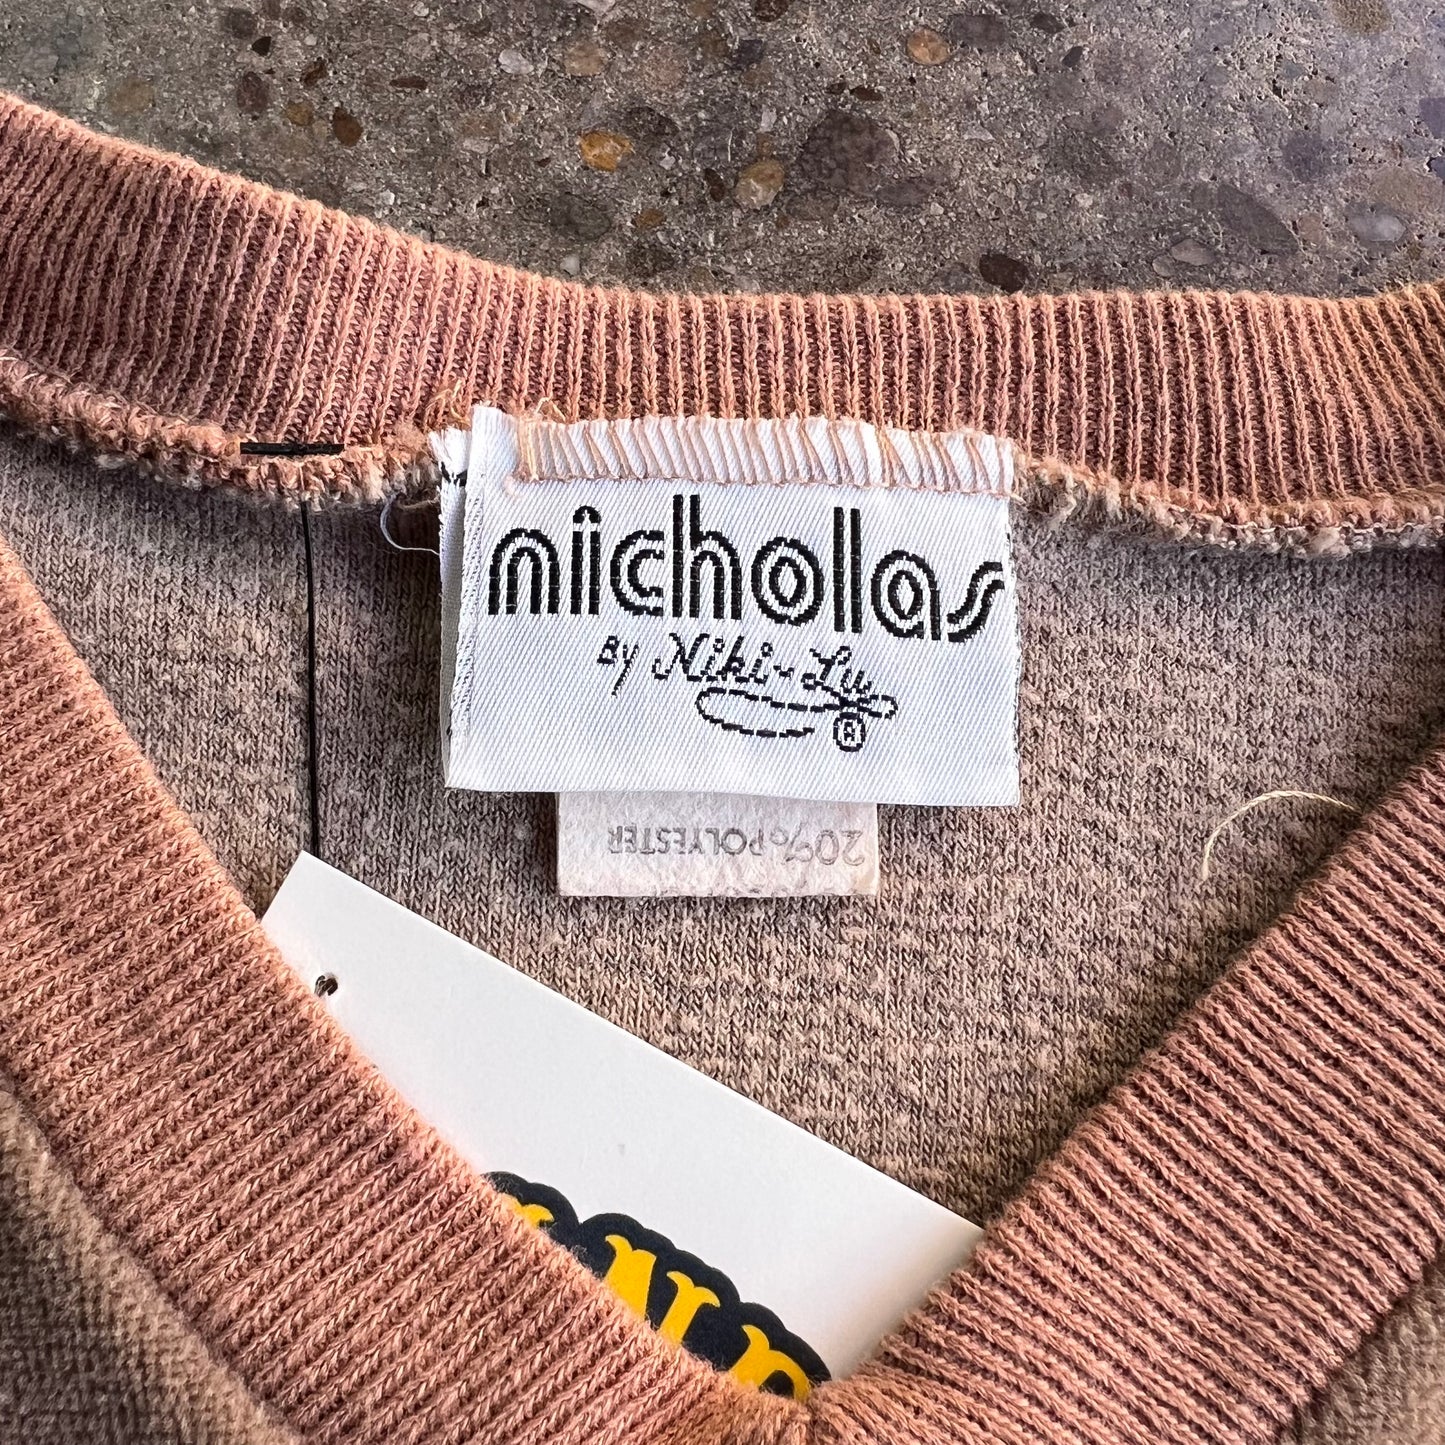 nicholas
By Niki-Lu
®
20% POLYESTER